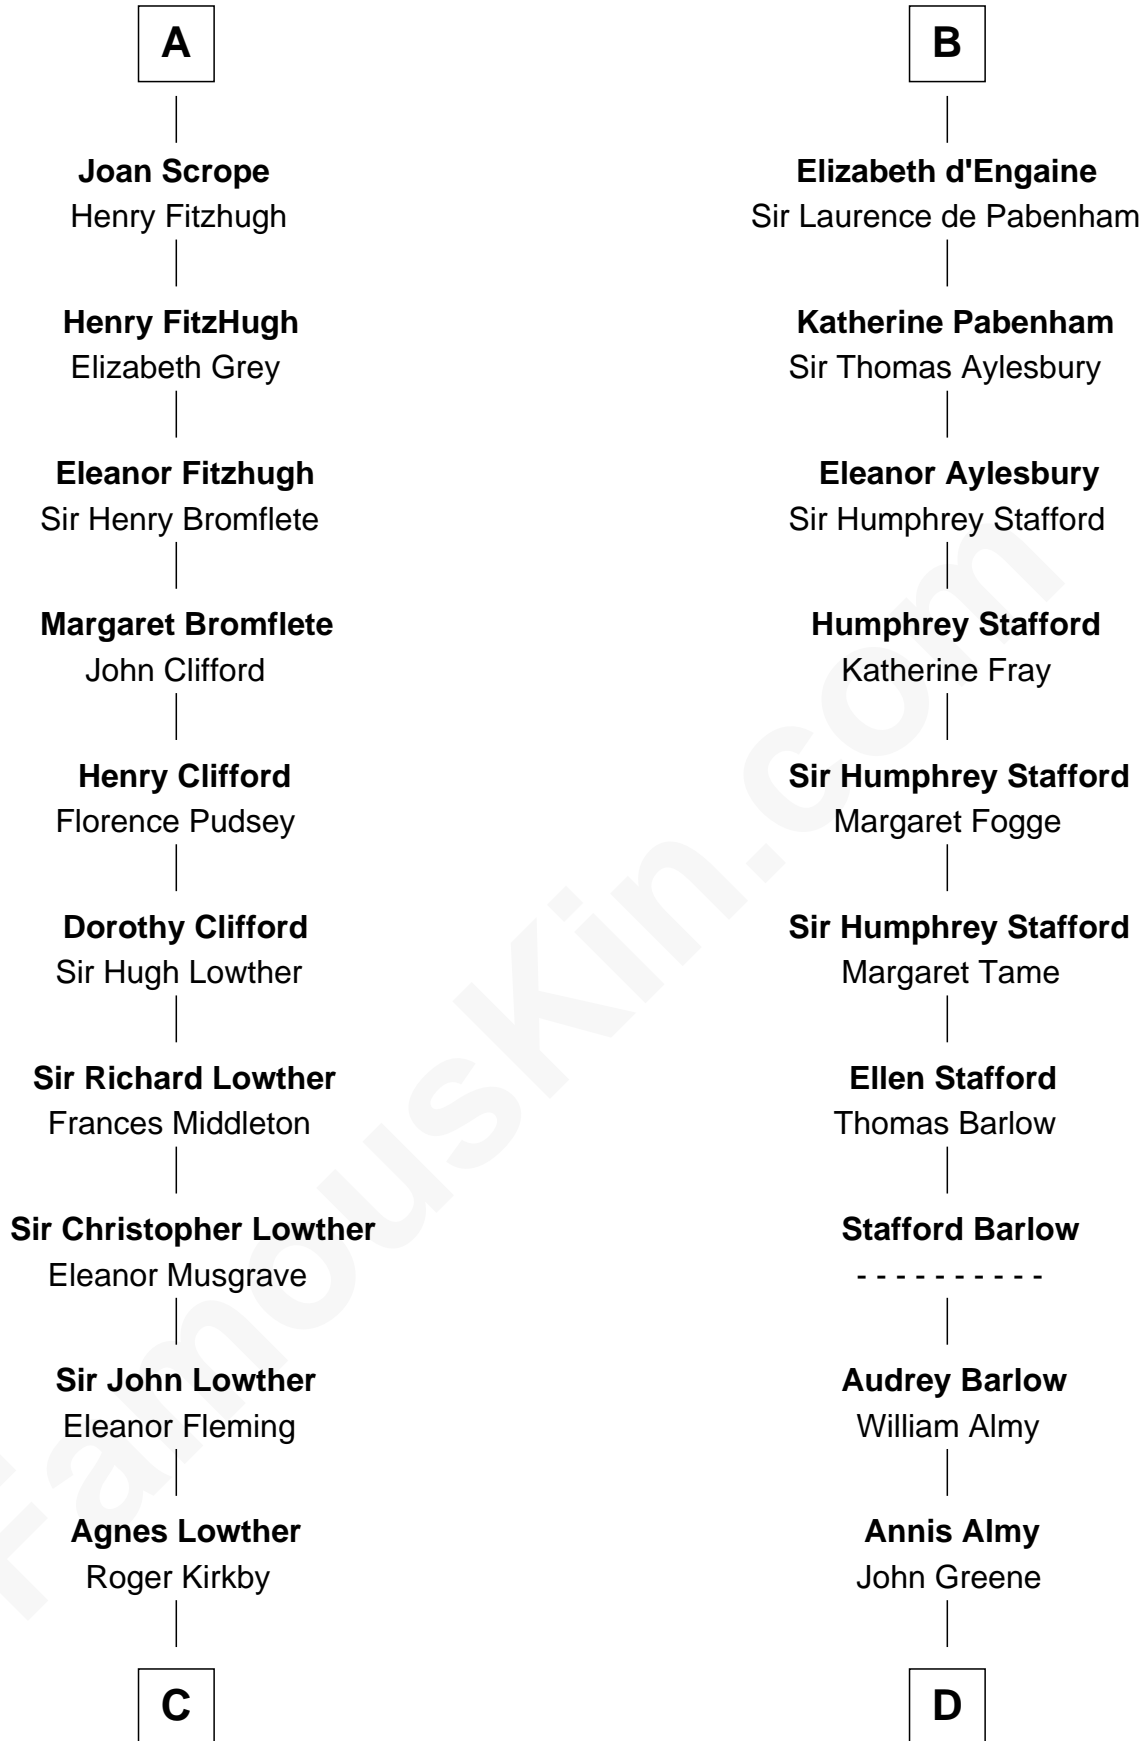 A
Joan Scrope
Henry Fitzhugh
Henry FitzHugh
Elizabeth Grey
Eleanor Fitzhugh
Sir Henry Bromflete
Margaret Bromflete
John Clifford
Henry Clifford
Florence Pudsey
Dorothy Clifford
Sir Hugh Lowther
Sir Richard Lowther
Frances Middleton
Sir Christopher Lowther
Eleanor Musgrave
Sir John Lowther
Eleanor Fleming
Agnes Lowther
Roger Kirkby
C
B
Elizabeth d'Engaine
Sir Laurence de Pabenham
Katherine Pabenham
Sir Thomas Aylesbury
Eleanor Aylesbury
Sir Humphrey Stafford
Humphrey Stafford
Katherine Fray
Sir Humphrey Stafford
Margaret Fogge
Sir Humphrey Stafford
Margaret Tame
Ellen Stafford
Thomas Barlow
Stafford Barlow
- - - - - - - - - -
Audrey Barlow
William Almy
Annis Almy
John Greene
D
FamousKin.com